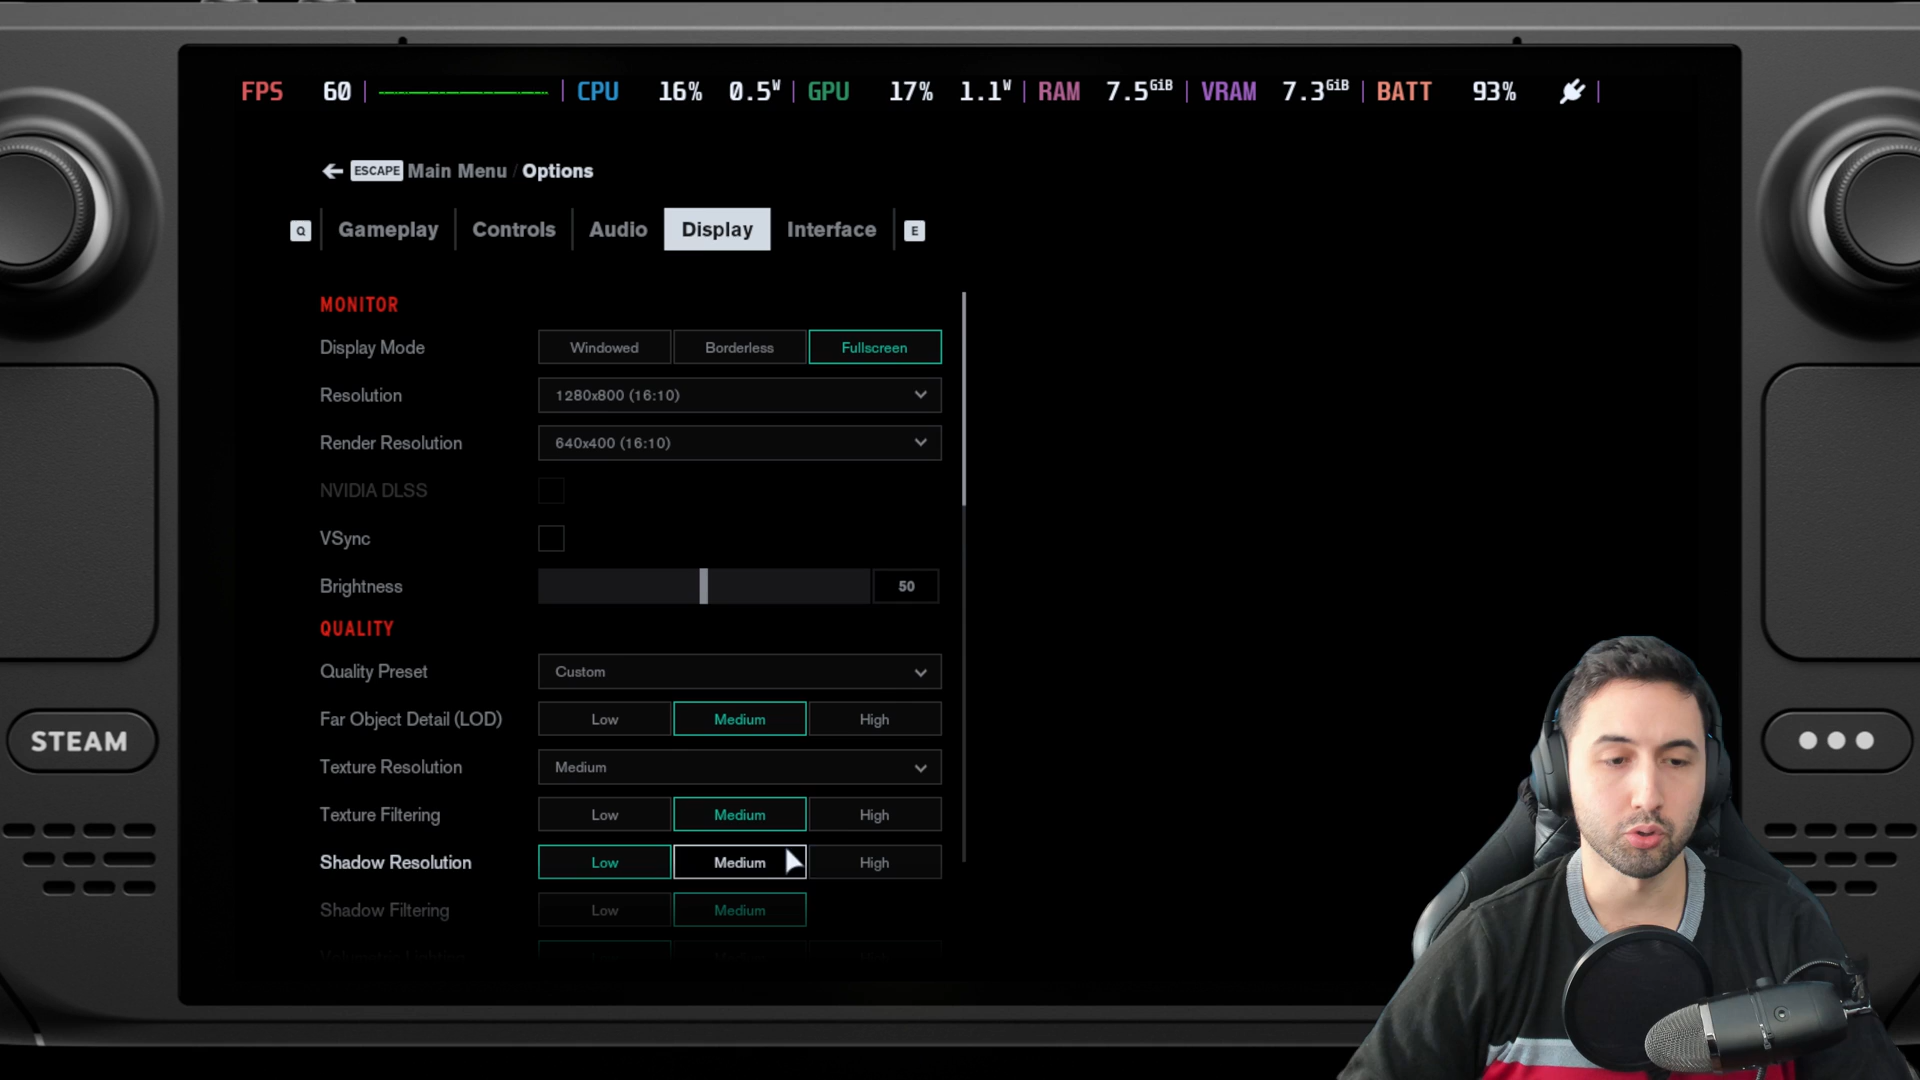 FPS 60 | CPU 16% 0.5W | GPU 17% 1.1W | RAM 7.5GiB | VRAM 7.3GiB | BATT 93%
ESCAPE Main Menu / Options
Q Gameplay Controls Audio Display Interface E
MONITOR
Display Mode Windowed Borderless Fullscreen
Resolution 1280x800 (16:10)
Render Resolution 640x400 (16:10)
NVIDIA DLSS
VSync
Brightness 50
QUALITY
Quality Preset Custom
Far Object Detail (LOD) Low Medium High
Texture Resolution Medium
Texture Filtering Low Medium High
Shadow Resolution Low Medium High
Shadow Filtering Low Medium
STEAM